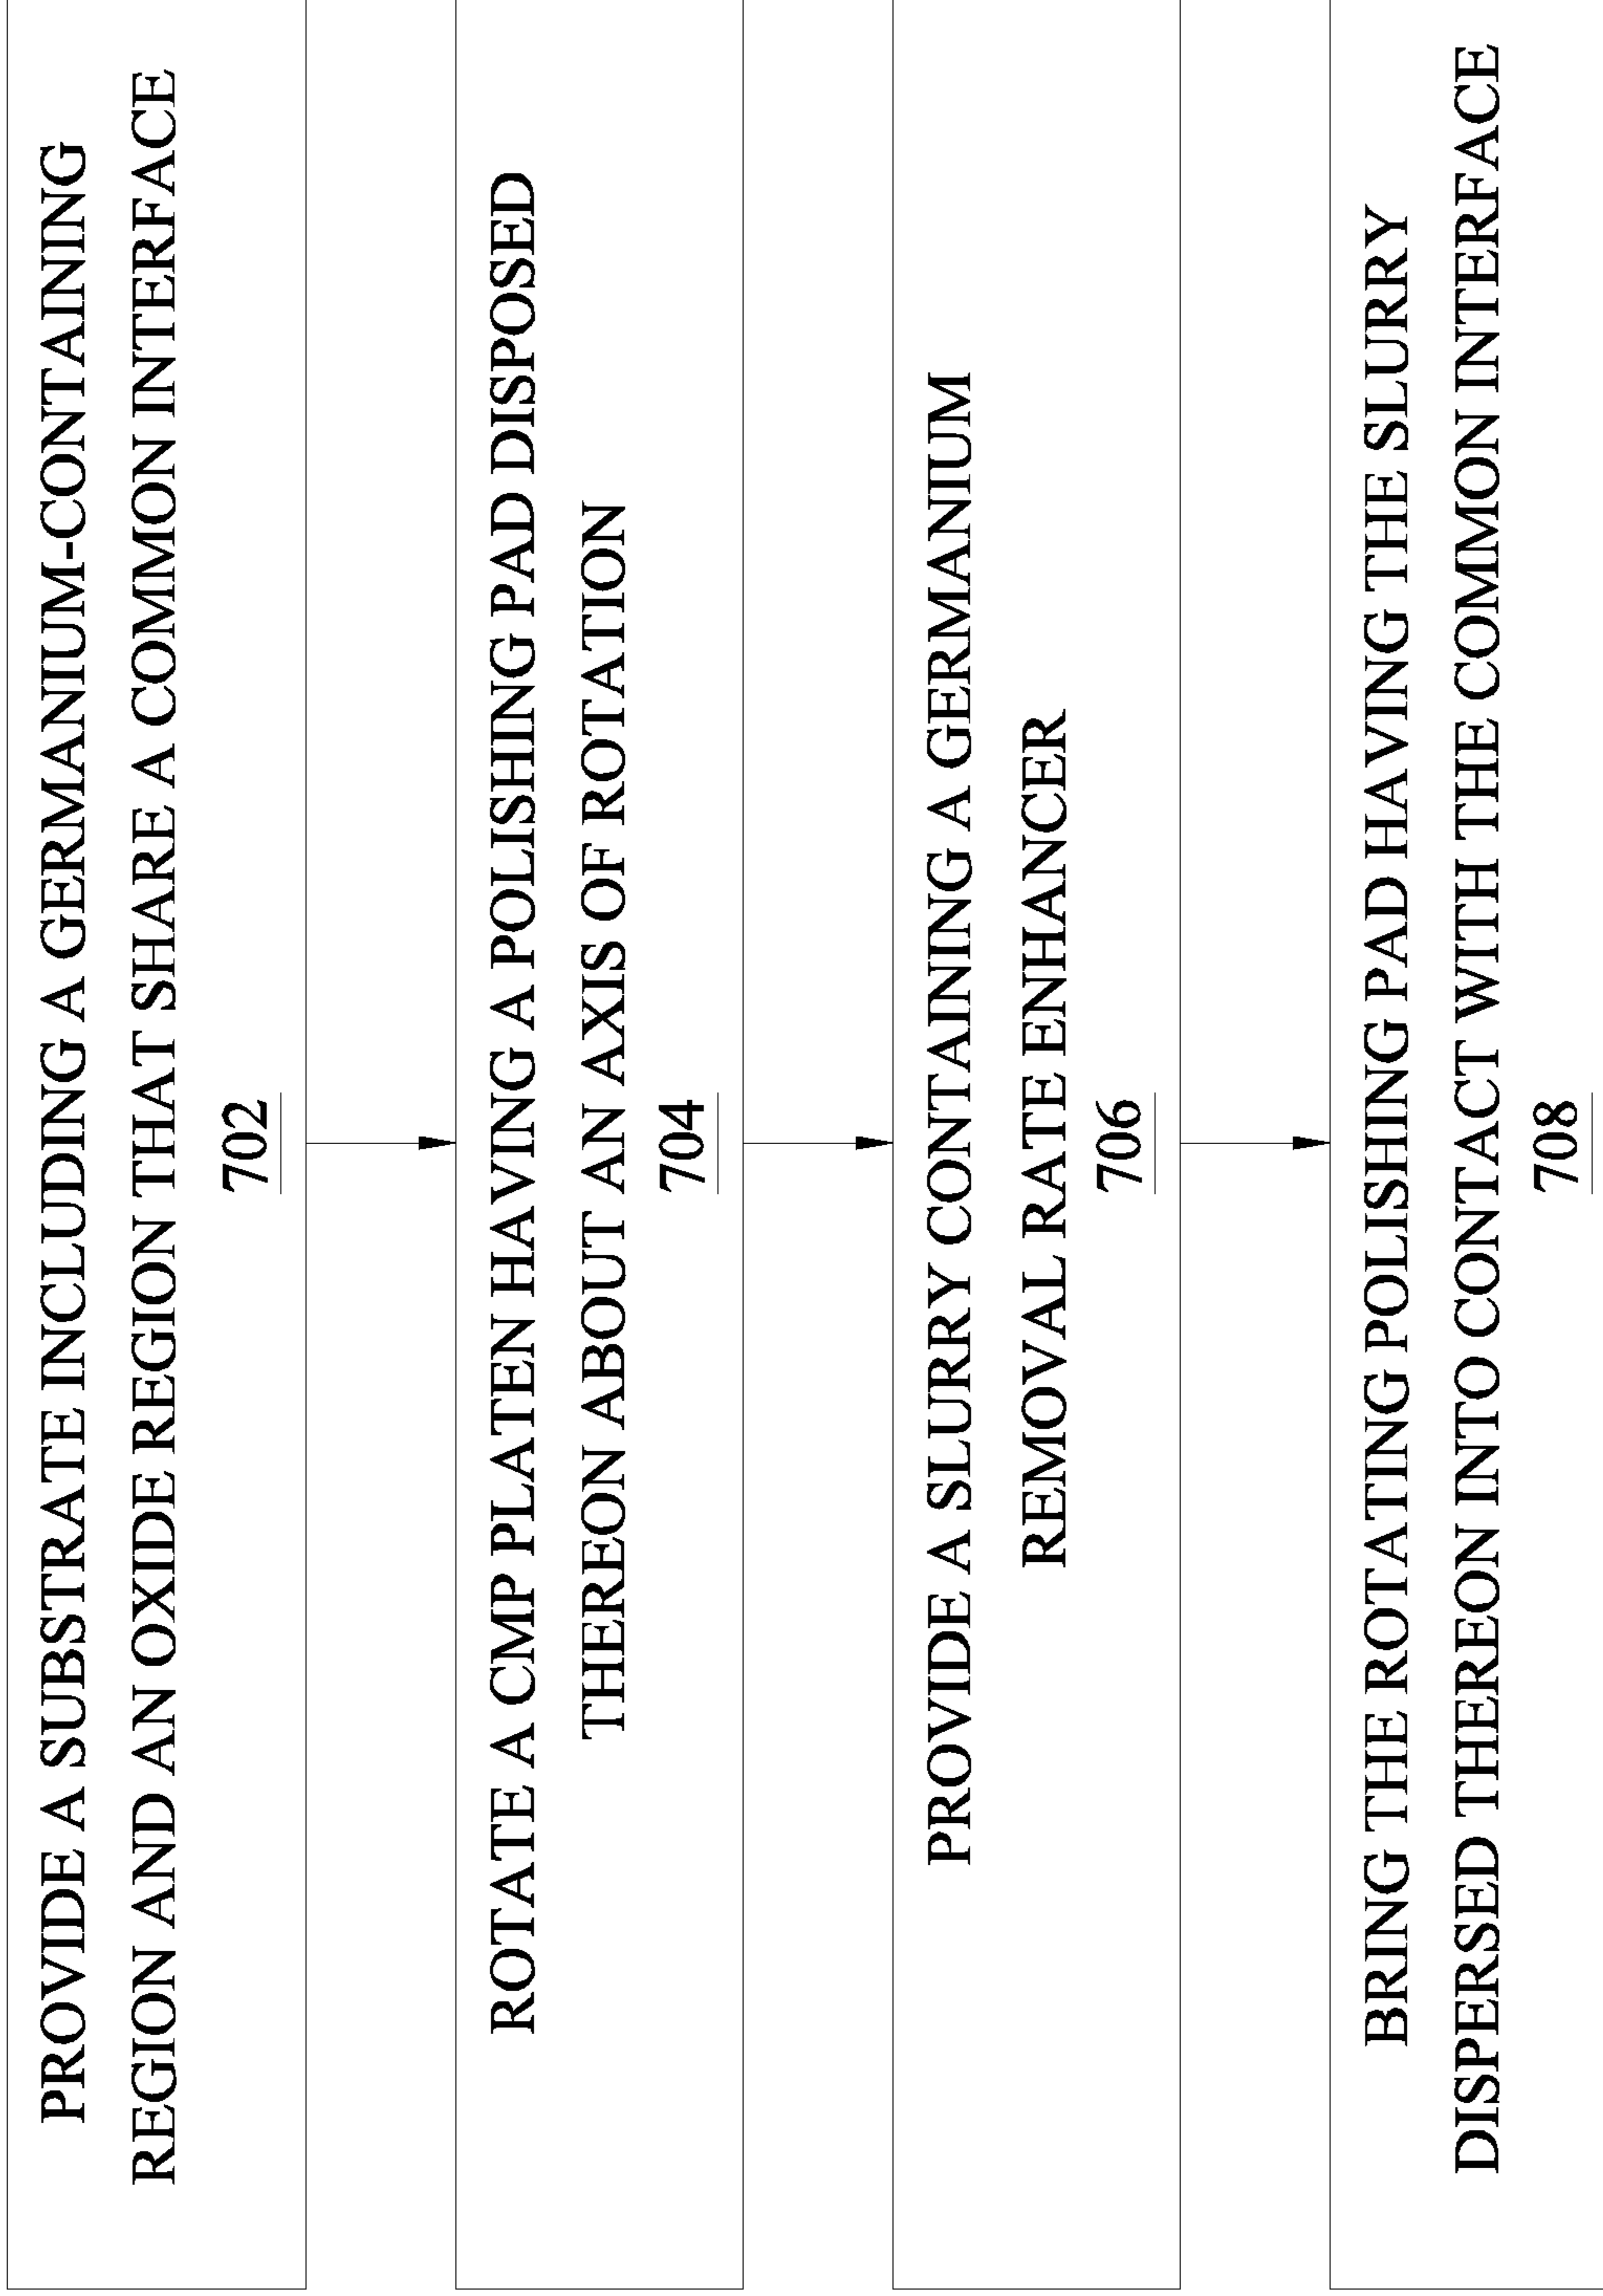 PROVIDE A SUBSTRATE INCLUDING A GERMANIUM-CONTAINING
REGION AND AN OXIDE REGION THAT SHARE A COMMON INTERFACE
702
ROTATE A CMP PLATEN HAVING A POLISHING PAD DISPOSED
THEREON ABOUT AN AXIS OF ROTATION
704
PROVIDE A SLURRY CONTAINING A GERMANIUM
REMOVAL RATE ENHANCER
706
BRING THE ROTATING POLISHING PAD HAVING THE SLURRY
DISPERSED THEREON INTO CONTACT WITH THE COMMON INTERFACE
708